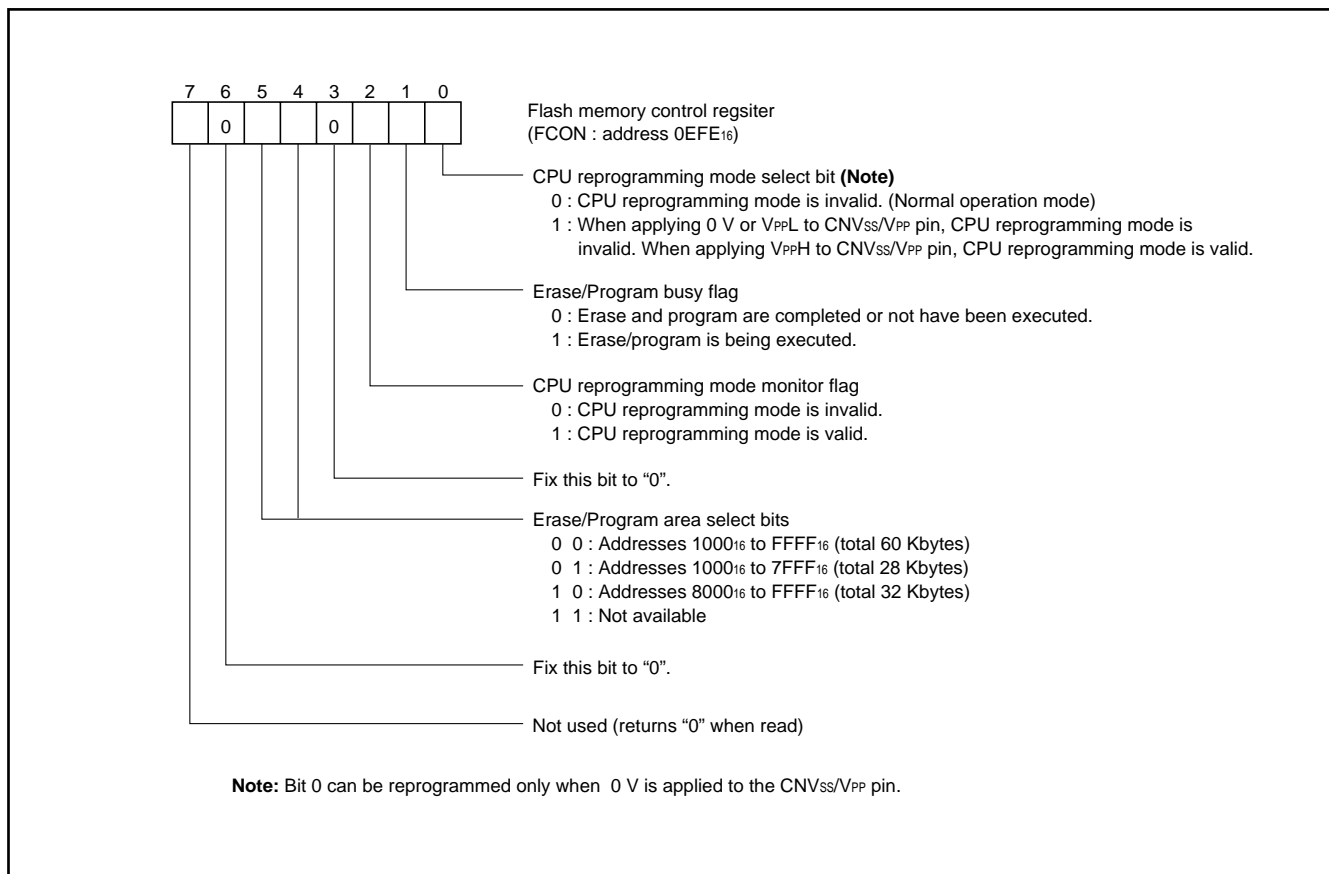 7 6 5 4 3 2 1 0
0 0
Flash memory control regsiter
(FCON : address 0EFE16)
CPU reprogramming mode select bit (Note)
0 : CPU reprogramming mode is invalid. (Normal operation mode)
1 : When applying 0 V or VPPL to CNVSS/VPP pin, CPU reprogramming mode is
invalid. When applying VPPH to CNVSS/VPP pin, CPU reprogramming mode is valid.
Erase/Program busy flag
0 : Erase and program are completed or not have been executed.
1 : Erase/program is being executed.
CPU reprogramming mode monitor flag
0 : CPU reprogramming mode is invalid.
1 : CPU reprogramming mode is valid.
Fix this bit to “0”.
Erase/Program area select bits
0 0 : Addresses 100016 to FFFF16 (total 60 Kbytes)
0 1 : Addresses 100016 to 7FFF16 (total 28 Kbytes)
1 0 : Addresses 800016 to FFFF16 (total 32 Kbytes)
1 1 : Not available
Fix this bit to “0”.
Not used (returns “0” when read)
Note: Bit 0 can be reprogrammed only when 0 V is applied to the CNVSS/VPP pin.